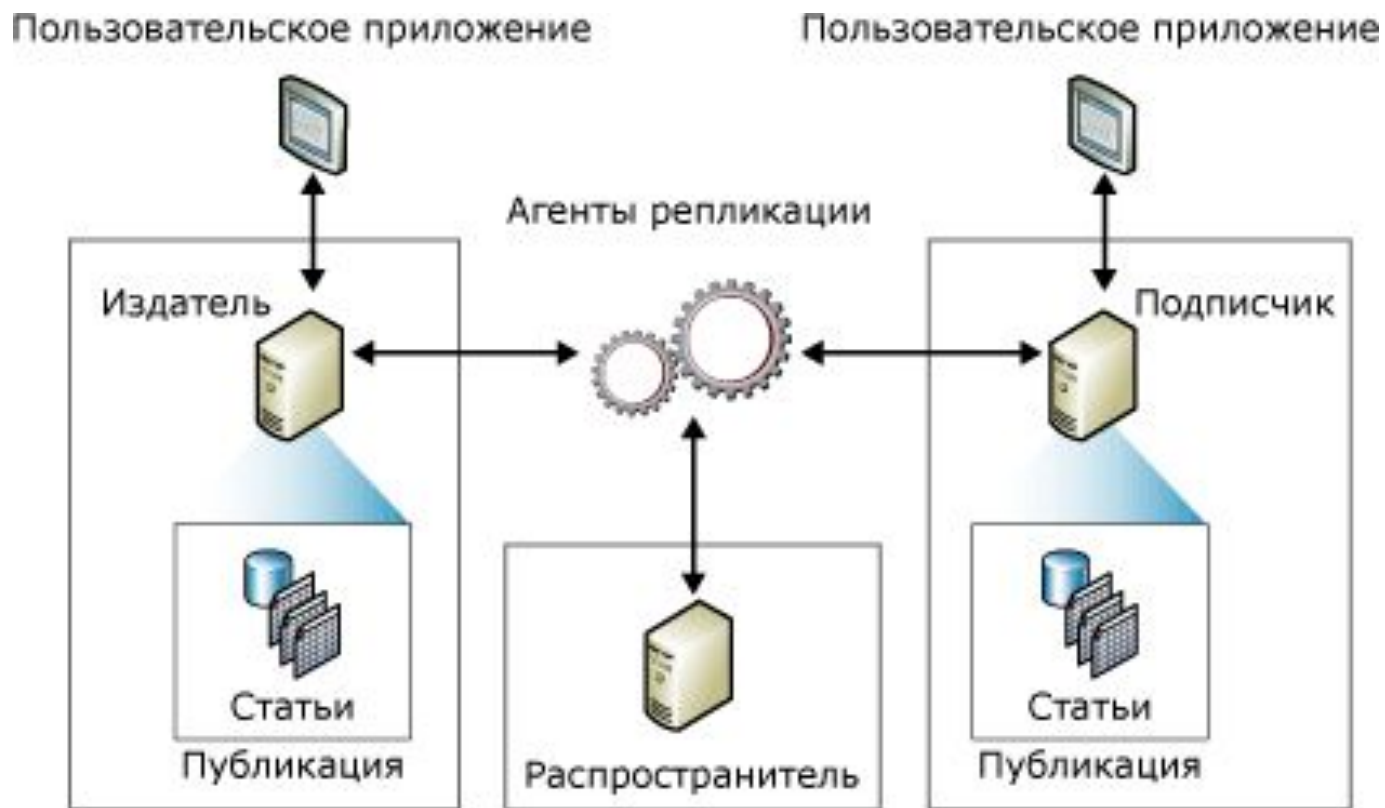 Пользовательское приложение
Пользовательское приложение
Агенты репликации
Издатель
Подписчик
Статьи
Статьи
Публикация
Распространитель
Публикация